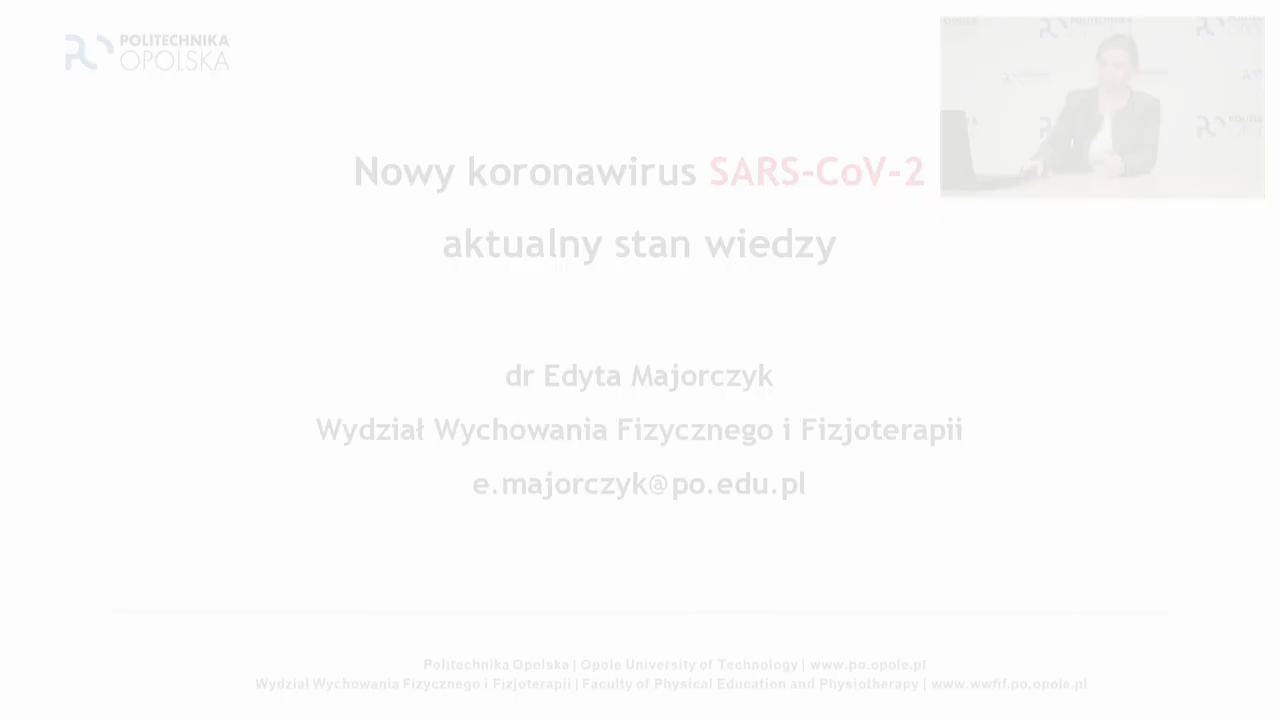 POLITECHNIKA
OPOLSKA
Nowy koronawirus SARS-CoV-2
aktualny stan wiedzy
dr Edyta Majorczyk
Wydział Wychowania Fizycznego i Fizjoterapii
e.majorczyk@po.edu.pl
Politechnika Opolska | Opole University of Technology | www.po.opole.pl
Wydział Wychowania Fizycznego i Fizjoterapii | Faculty of Physical Education and Physiotherapy | www.wwfif.po.opole.pl